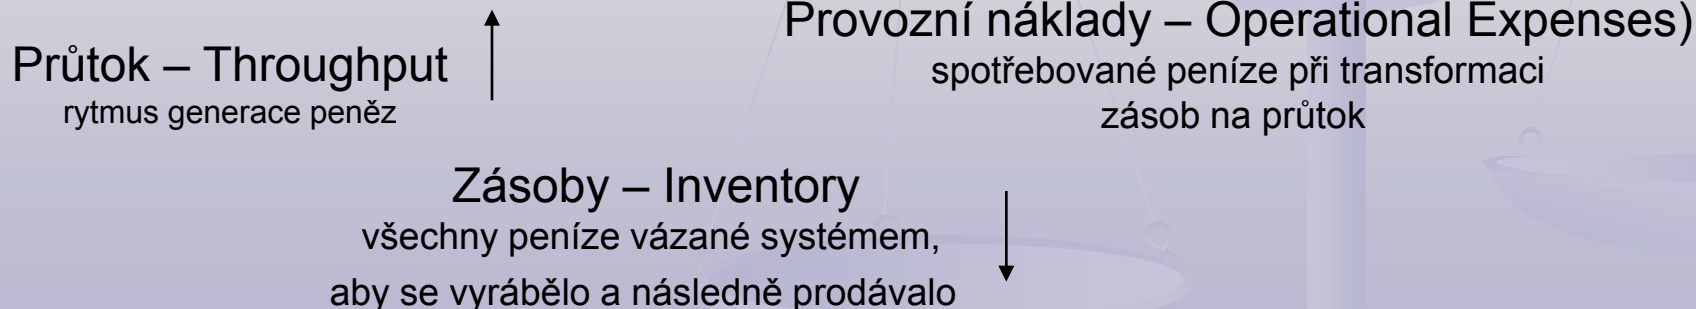 Průtok – Throughput
rytmus generace peněz
Provozní náklady – Operational Expenses)
spotřebované peníze při transformaci
zásob na průtok
Zásoby – Inventory
všechny peníze vázané systémem,
aby se vyrábělo a následně prodávalo